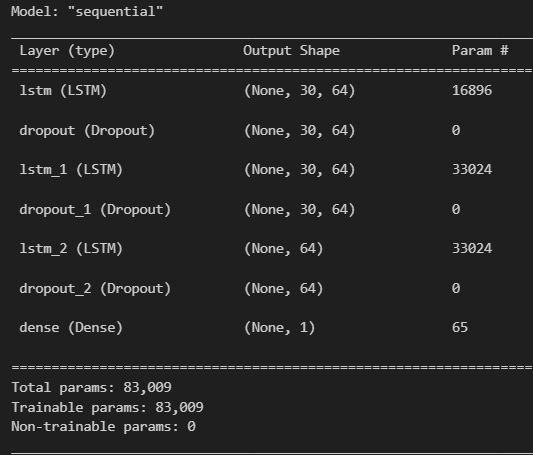 Model: "sequential"
Layer (type) Output Shape Param #
lstm (LSTM) (None, 30, 64) 16896
dropout (Dropout) (None, 30, 64) 0
lstm_1 (LSTM) (None, 30, 64) 33024
dropout_1 (Dropout) (None, 30, 64) 0
lstm_2 (LSTM) (None, 64) 33024
dropout_2 (Dropout) (None, 64) 0
dense (Dense) (None, 1) 65
Total params: 83,009
Trainable params: 83,009
Non-trainable params: 0